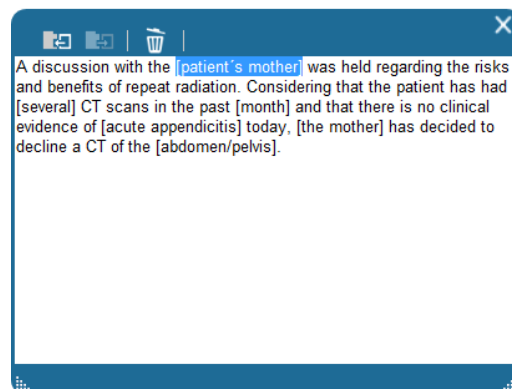 A discussion with the [patient´s mother] was held regarding the risks
and benefits of repeat radiation. Considering that the patient has had
[several] CT scans in the past [month] and that there is no clinical
evidence of [acute appendicitis] today, [the mother] has decided to
decline a CT of the [abdomen/pelvis].